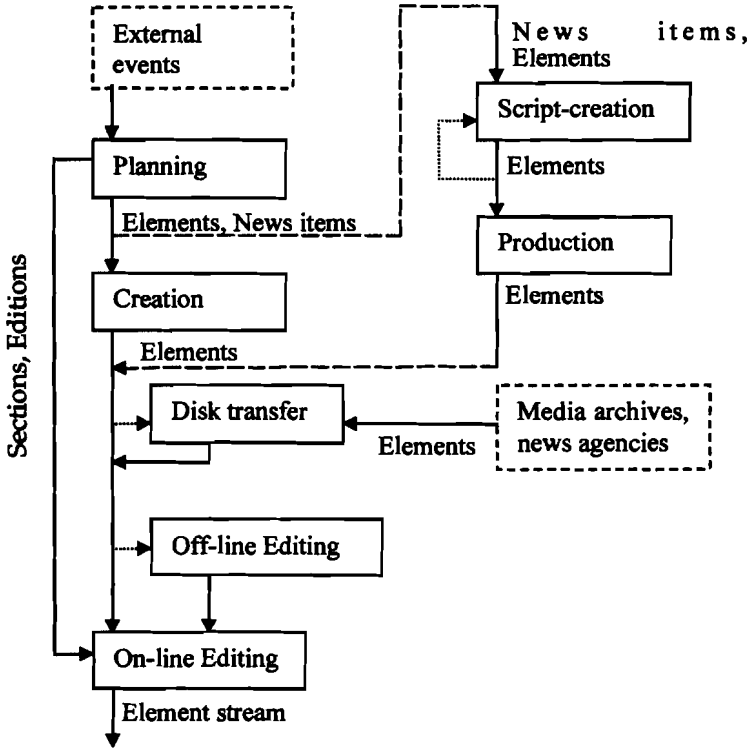 External
events
News items,
Elements
Script-creation
Planning
Elements
Elements, News items
Production
Creation
Elements
Elements
Sections, Editions
Disk transfer
Media archives,
news agencies
Elements
Off-line Editing
On-line Editing
Element stream